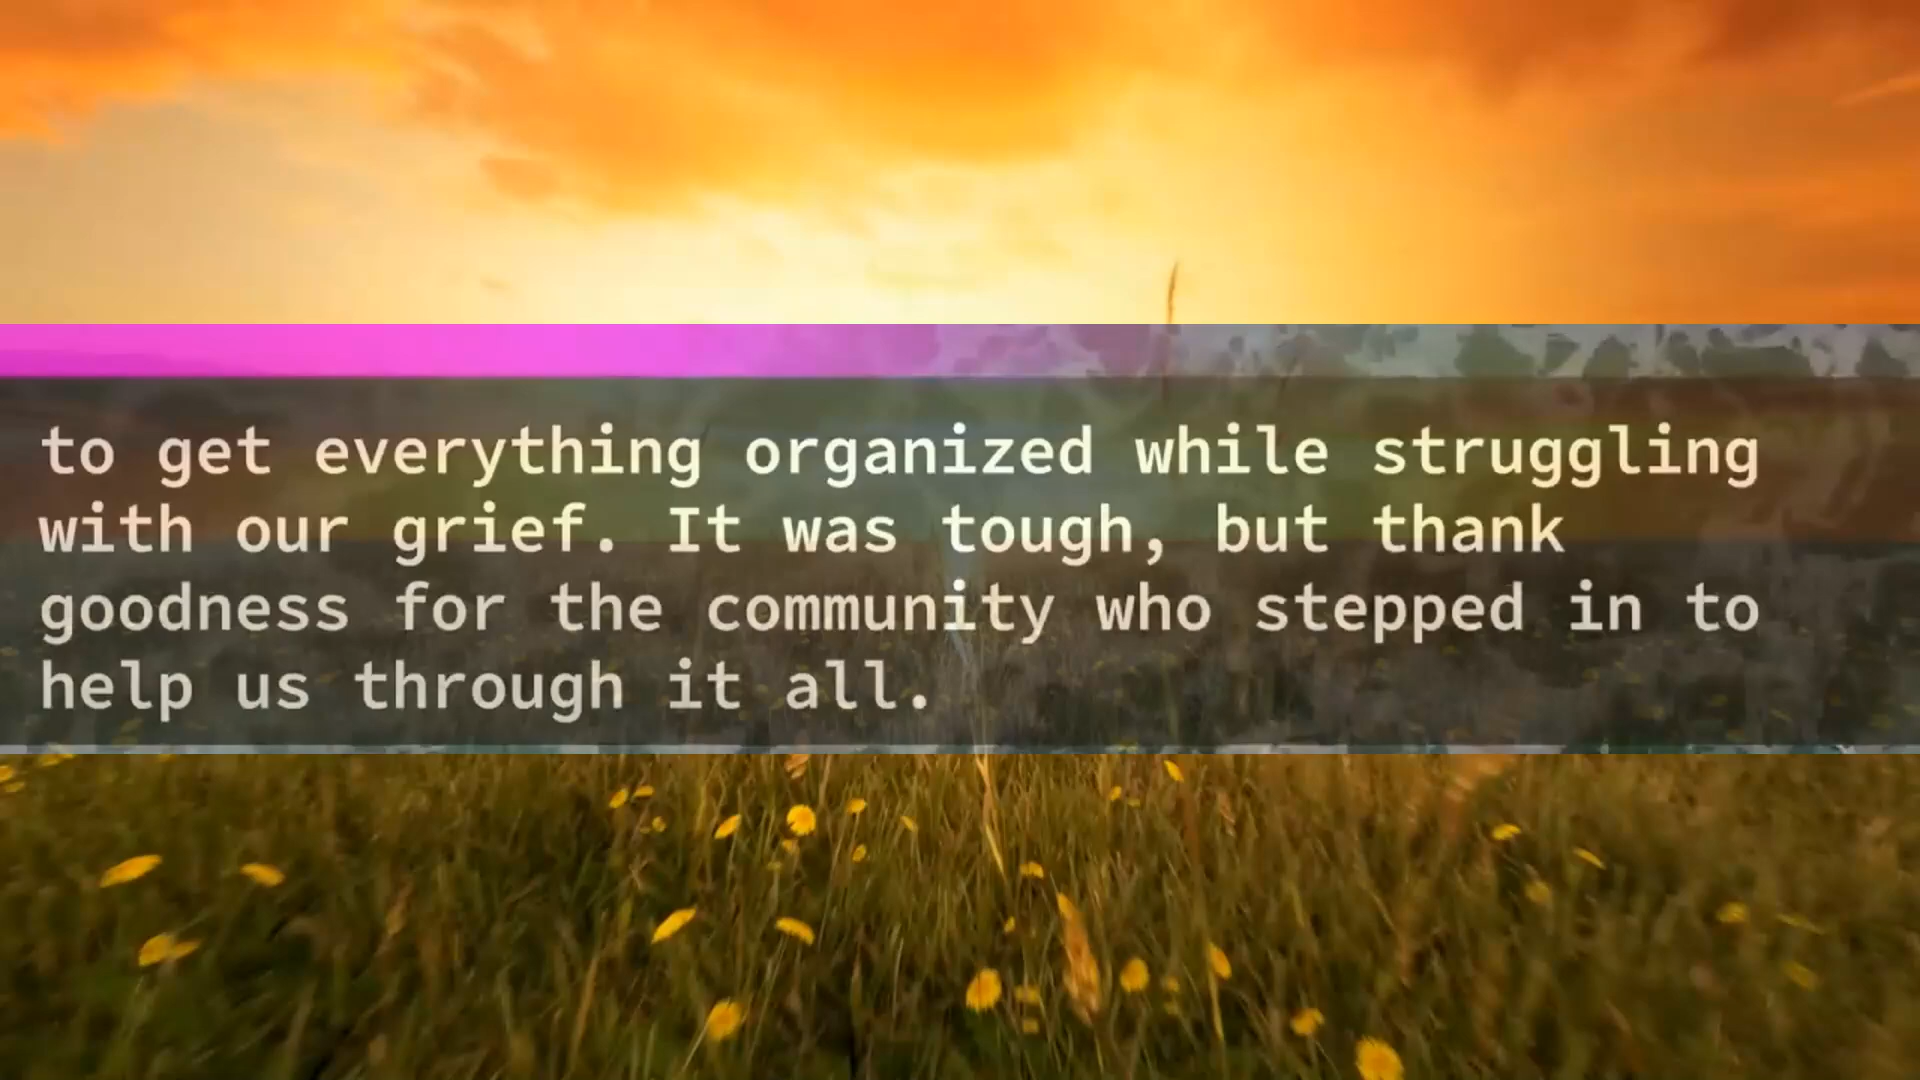 to get everything organized while struggling
with our grief. It was tough, but thank
goodness for the community who stepped in to
help us through it all.